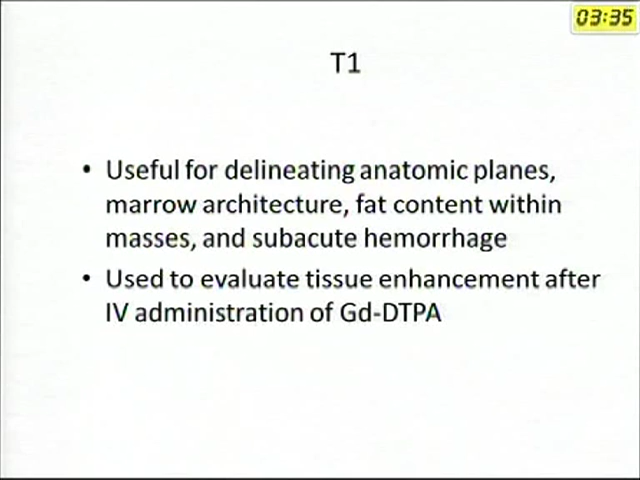 03:35
T1
• Useful for delineating anatomic planes,
marrow architecture, fat content within
masses, and subacute hemorrhage
• Used to evaluate tissue enhancement after
IV administration of Gd-DTPA